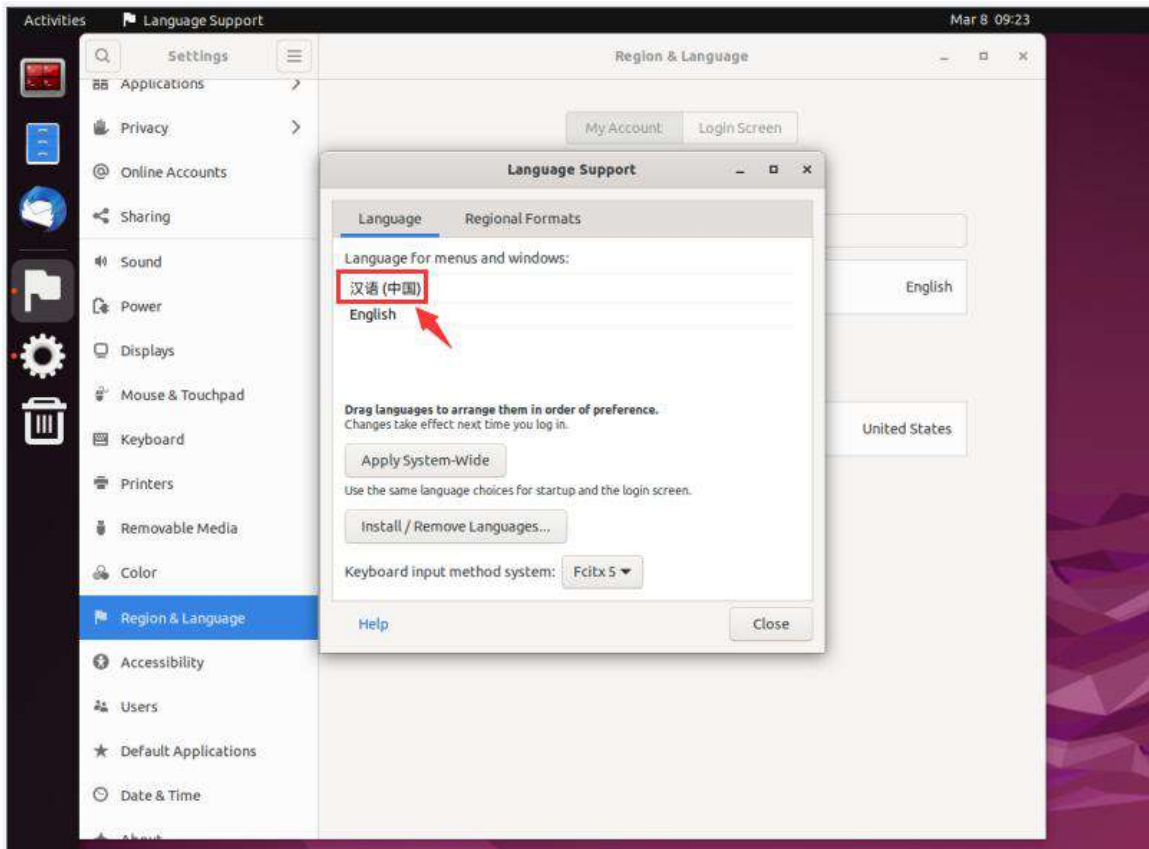 Activities Language Support Mar 8 09:23
Settings Region & Language
Applications
Privacy
My Account Login Screen
Online Accounts
Language Support
Sharing
Language Regional Formats
Sound
Language for menus and windows:
汉语 (中国)
English
English
Power
Displays
Mouse & Touchpad
Drag languages to arrange them in order of preference.
Changes take effect next time you log in.
United States
Keyboard
Apply System-Wide
Printers
Use the same language choices for startup and the login screen.
Removable Media
Install / Remove Languages...
Color
Keyboard input method system: Fcitx 5
Region & Language
Help Close
Accessibility
Users
Default Applications
Date & Time
About